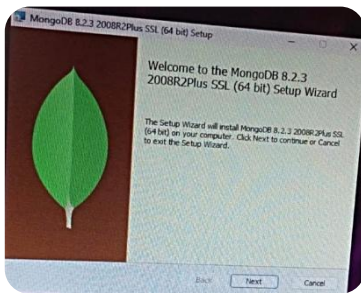 MongoDB 8.2.3 2008R2Plus SSL (64 bit) Setup
Welcome to the MongoDB 8.2.3
2008R2Plus SSL (64 bit) Setup Wizard
The Setup Wizard will install MongoDB 8.2.3 2008R2Plus SSL
(64 bit) on your computer. Click Next to continue or Cancel
to exit the Setup Wizard.
Back Next Cancel